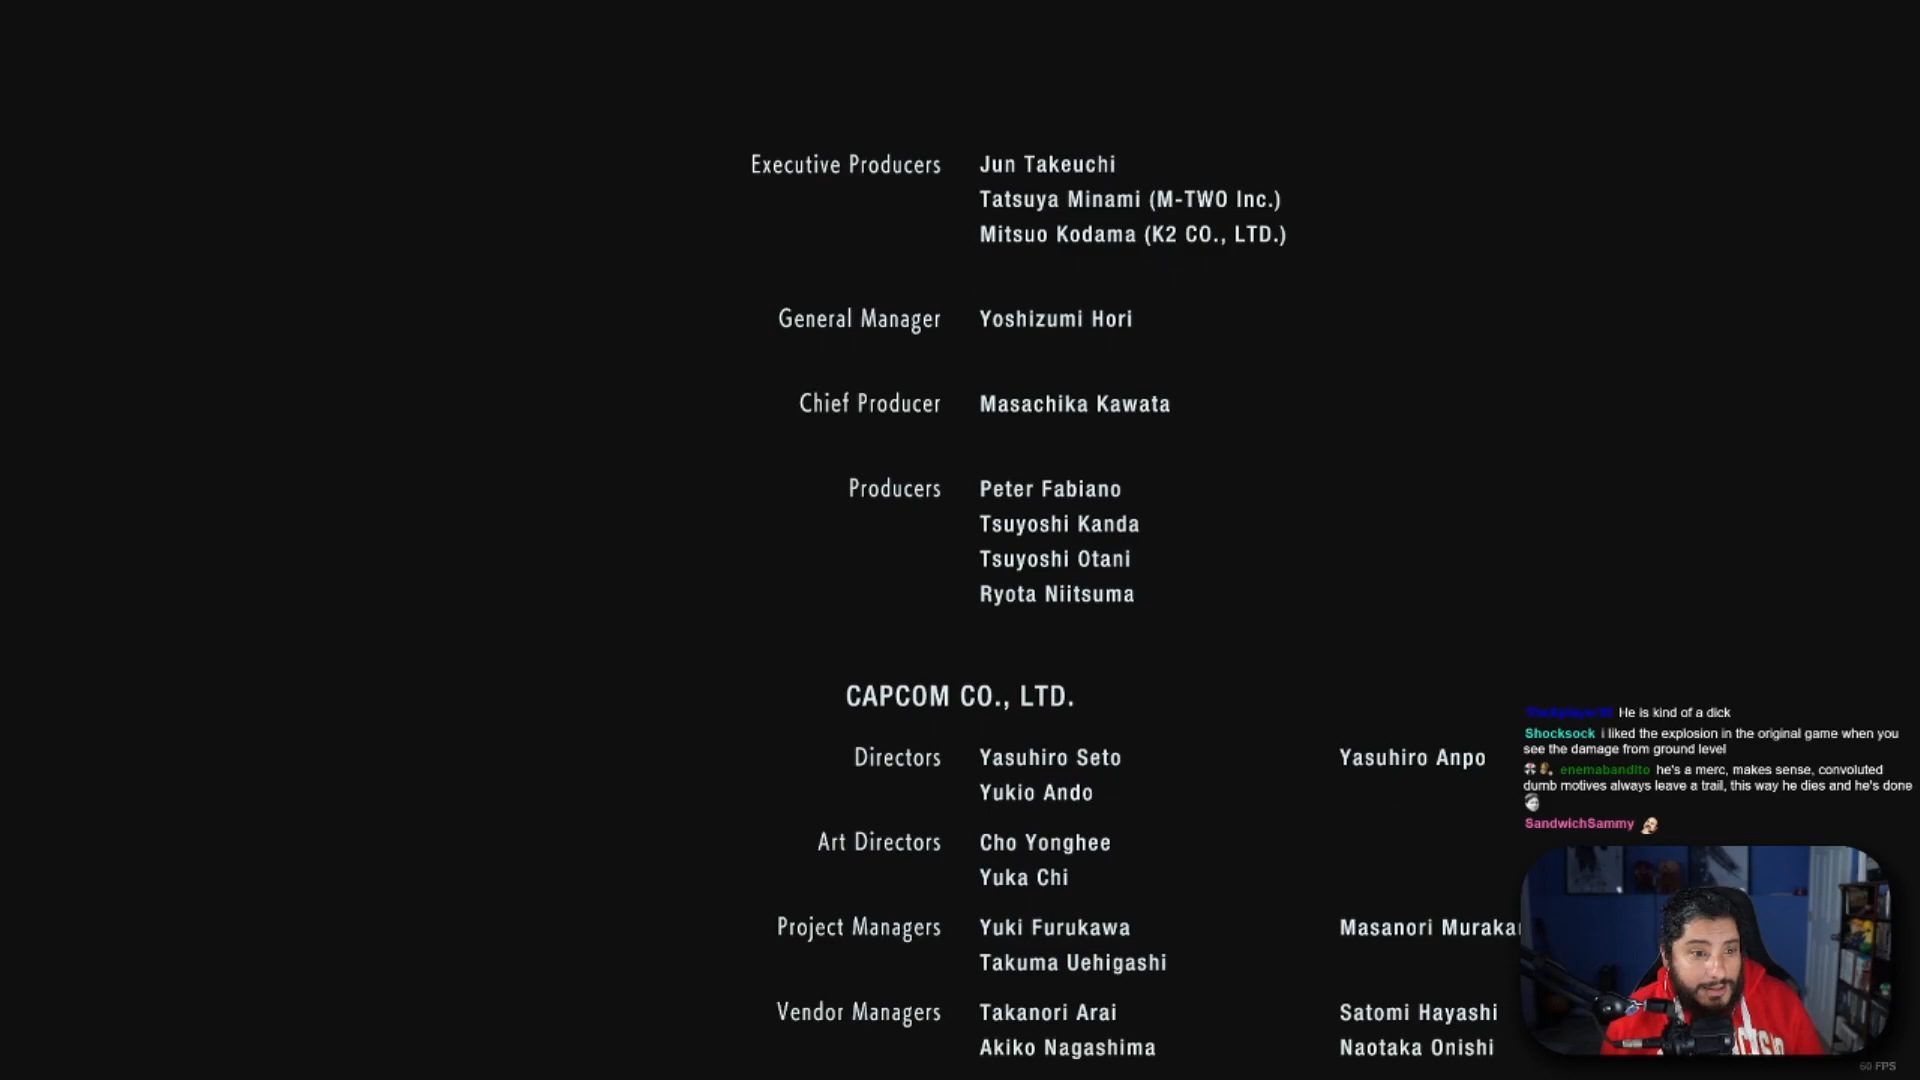 Executive Producers Jun Takeuchi
Tatsuya Minami (M-TWO Inc.)
Mitsuo Kodama (K2 CO., LTD.)
General Manager Yoshizumi Hori
Chief Producer Masachika Kawata
Producers Peter Fabiano
Tsuyoshi Kanda
Tsuyoshi Otani
Ryota Niitsuma
CAPCOM CO., LTD.
Directors Yasuhiro Seto Yasuhiro Anpo
Yukio Ando
Art Directors Cho Yonghee
Yuka Chi
Project Managers Yuki Furukawa Masanori Muraka
Takuma Uehigashi
Vendor Managers Takanori Arai Satomi Hayashi
Akiko Nagashima Naotaka Onishi
He is kind of a dick
Shocksock i liked the explosion in the original game when you
see the damage from ground level
enemabandito he's a merc, makes sense, convoluted
dumb motives always leave a trail, this way he dies and he's done
SandwichSammy
60 FPS